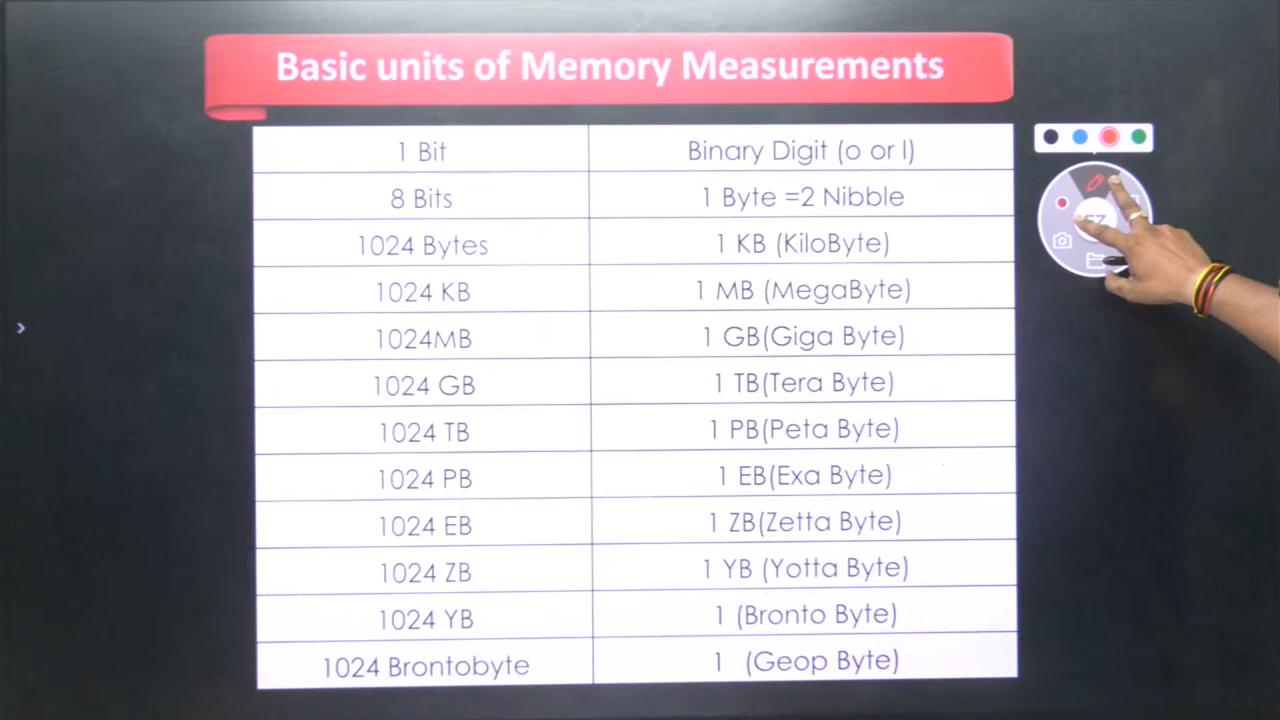 Basic units of Memory Measurements
1 Bit Binary Digit (o or l)
8 Bits 1 Byte =2 Nibble
1024 Bytes 1 KB (KiloByte)
1024 KB 1 MB (MegaByte)
1024MB 1 GB(Giga Byte)
1024 GB 1 TB(Tera Byte)
1024 TB 1 PB(Peta Byte)
1024 PB 1 EB(Exa Byte)
1024 EB 1 ZB(Zetta Byte)
1024 ZB 1 YB (Yotta Byte)
1024 YB 1 (Bronto Byte)
1024 Brontobyte 1 (Geop Byte)